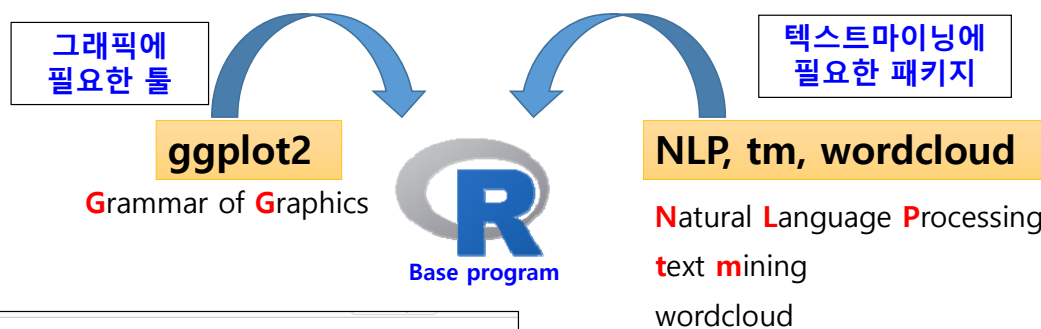 그래픽에
필요한 툴
텍스트마이닝에
필요한 패키지
ggplot2
NLP, tm, wordcloud
Grammar of Graphics
R
Base program
Natural Language Processing
text mining
wordcloud